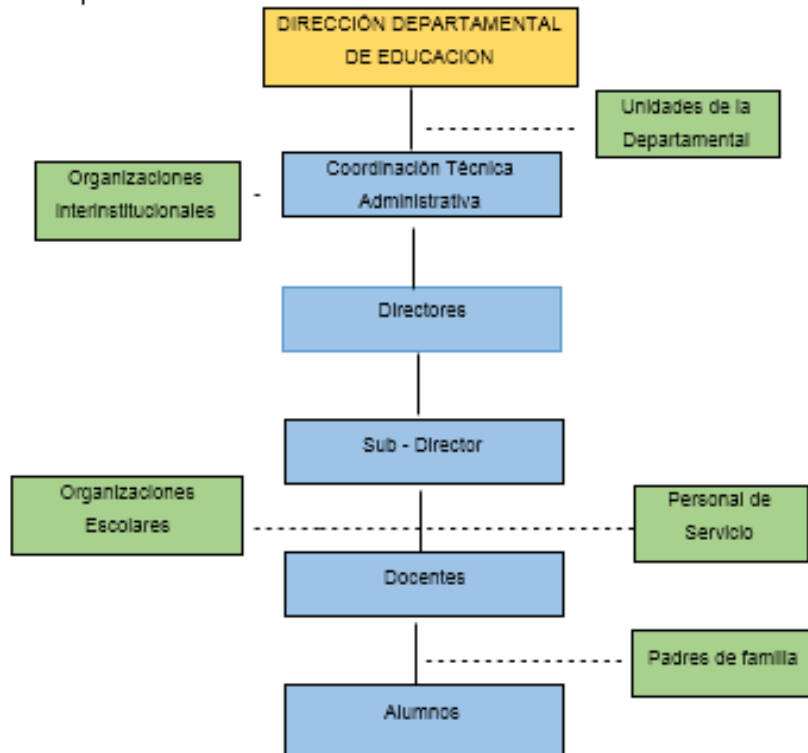 DIRECCIÓN DEPARTAMENTAL
DE EDUCACION
Unidades de la
Departamental
Coordinación Técnica
Administrativa
Organizaciones
Interinstitucionales
Directores
Sub - Director
Organizaciones
Escolares
Personal de
Servicio
Docentes
Padres de familia
Alumnos